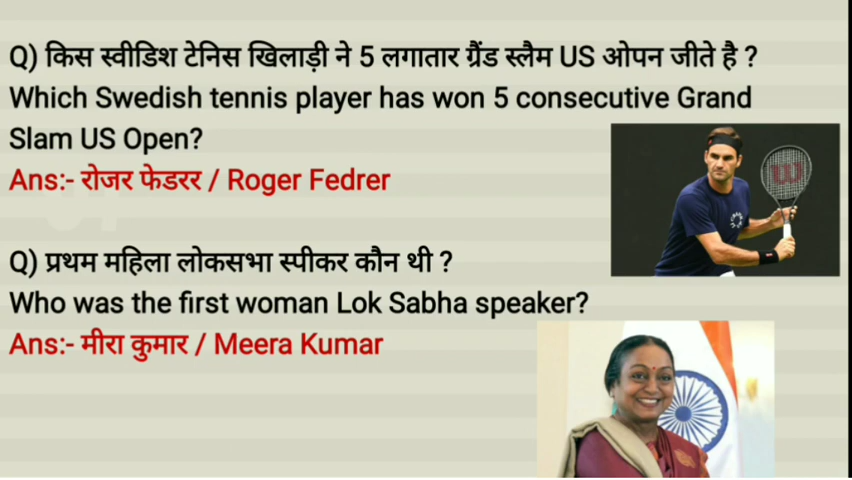 Q) किस स्वीडिश टेनिस खिलाड़ी ने 5 लगातार ग्रैंड स्लैम US ओपन जीते है ?
Which Swedish tennis player has won 5 consecutive Grand
Slam US Open?
Ans:- रोजर फेडरर / Roger Fedrer
Q) प्रथम महिला लोकसभा स्पीकर कौन थी ?
Who was the first woman Lok Sabha speaker?
Ans:- मीरा कुमार / Meera Kumar